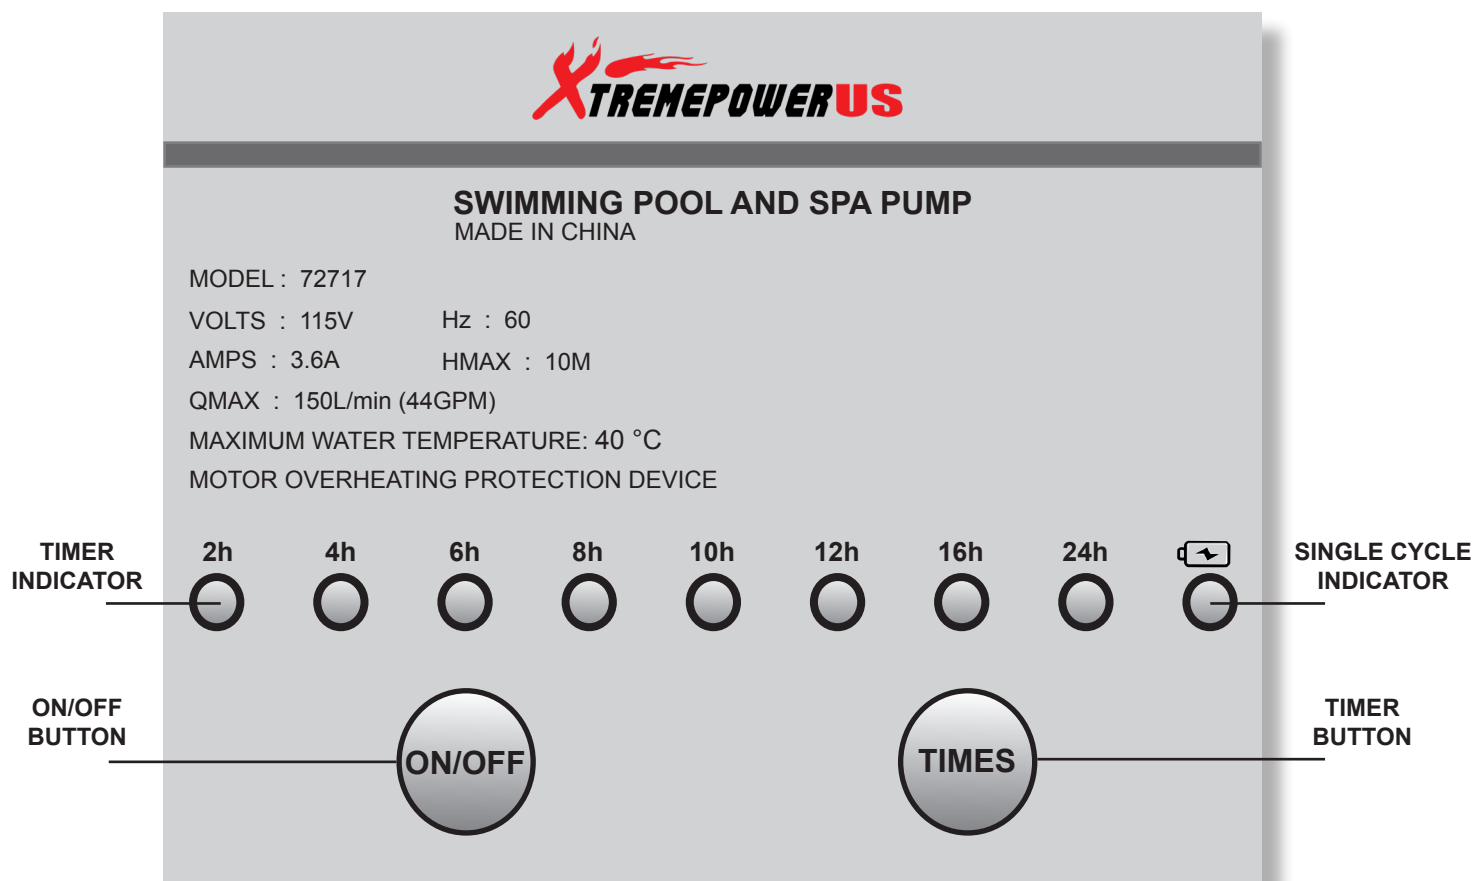 XTREMEPOWERUS
SWIMMING POOL AND SPA PUMP
MADE IN CHINA
MODEL : 72717
VOLTS : 115V Hz : 60
AMPS : 3.6A HMAX : 10M
QMAX : 150L/min (44GPM)
MAXIMUM WATER TEMPERATURE: 40 °C
MOTOR OVERHEATING PROTECTION DEVICE
TIMER
INDICATOR
2h 4h 6h 8h 10h 12h 16h 24h
SINGLE CYCLE
INDICATOR
ON/OFF
BUTTON
ON/OFF
TIMES
TIMER
BUTTON